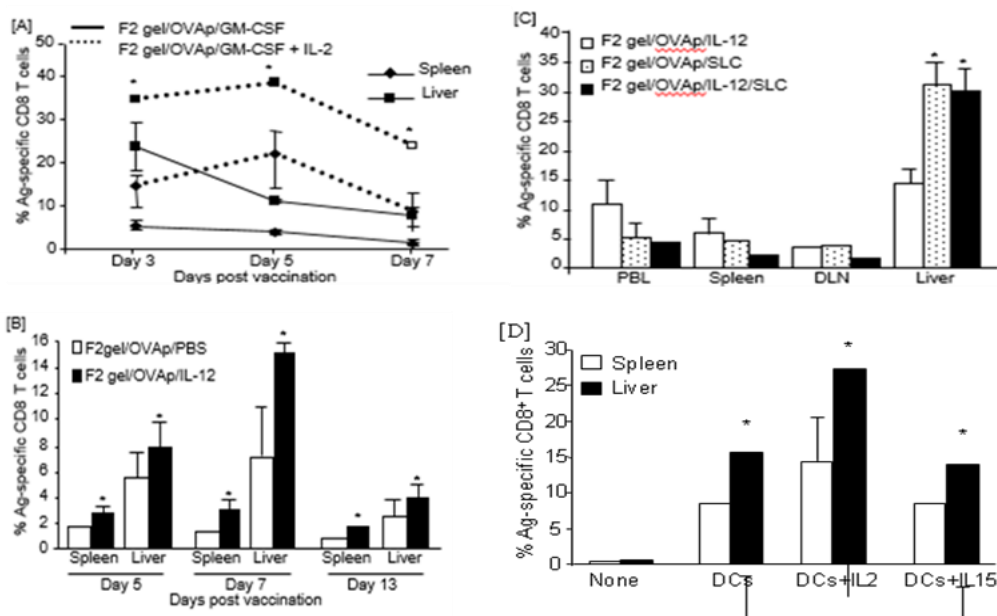 [A]
F2 gel/OVAp/GM-CSF
F2 gel/OVAp/GM-CSF + IL-2
Spleen
Liver
% Ag-specific CD8 T cells
50
40
30
20
10
0
*
*
*
Day 3
Day 5
Day 7
Days post vaccination
[C]
F2 gel/OVAp/IL-12
F2 gel/OVAp/SLC
F2 gel/OVAp/IL-12/SLC
% Ag-specific CD8 T cells
40
35
30
25
20
15
10
5
0
* *
PBL
Spleen
DLN
Liver
[B]
F2gel/OVAp/PBS
F2 gel/OVAp/IL-12
% Ag-specific CD8 T cells
16
14
12
10
8
6
4
2
0
* * * * * *
Spleen Liver Spleen Liver Spleen Liver
Day 5
Day 7
Day 13
Days post vaccination
[D]
Spleen
Liver
% Ag-specific CD8+ T cells
30
25
20
15
10
5
0
* * *
None
DCs
DCs+IL2
DCs+IL15